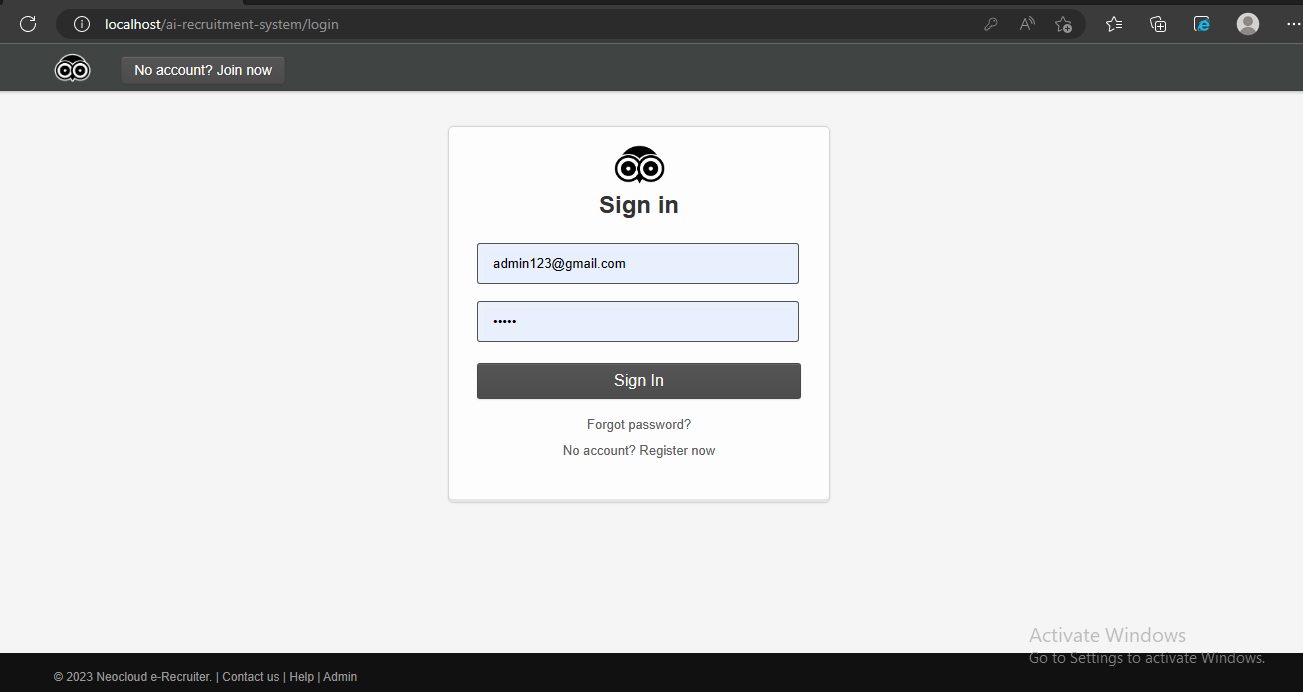 localhost/ai-recruitment-system/login
No account? Join now
Sign in
admin123@gmail.com
•••••
Sign In
Forgot password?
No account? Register now
Activate Windows
Go to Settings to activate Windows.
© 2023 Neocloud e-Recruiter. | Contact us | Help | Admin